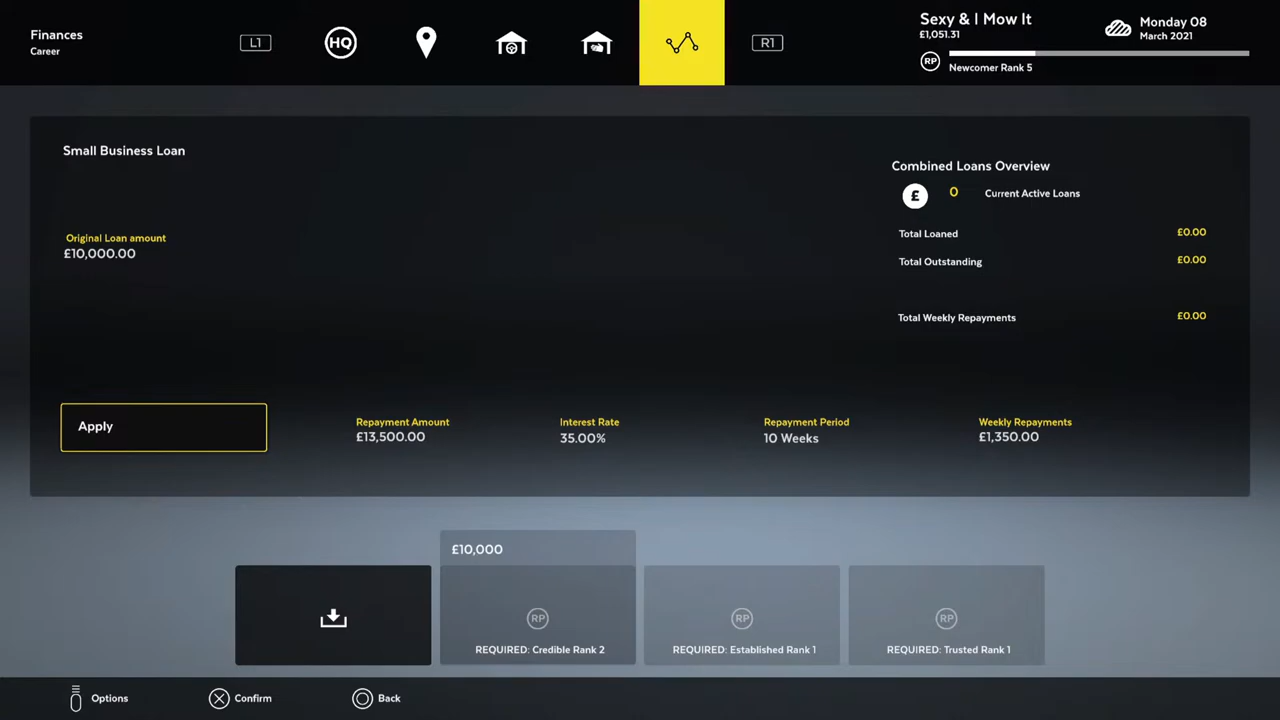 Finances
Career
L1
HQ
R1
Sexy & I Mow It
£1,051.31
RP
Newcomer Rank 5
Monday 08
March 2021
Small Business Loan
Original Loan amount
£10,000.00
Combined Loans Overview
£ 0 Current Active Loans
Total Loaned £0.00
Total Outstanding £0.00
Total Weekly Repayments £0.00
Apply
Repayment Amount
£13,500.00
Interest Rate
35.00%
Repayment Period
10 Weeks
Weekly Repayments
£1,350.00
£10,000
RP
REQUIRED: Credible Rank 2
RP
REQUIRED: Established Rank 1
RP
REQUIRED: Trusted Rank 1
Options
Confirm
Back